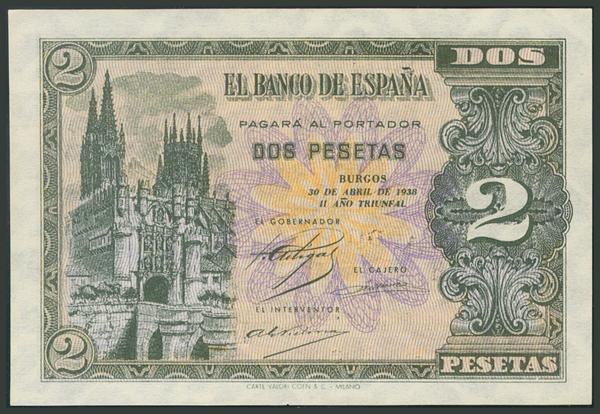 2
DOS
EL BANCO DE ESPAÑA
PAGARÁ AL PORTADOR
DOS PESETAS
BURGOS
30 DE ABRIL DE 1938
II AÑO TRIUNFAL
2
EL GOBERNADOR
EL CAJERO
EL INTERVENTOR
2
PESETAS
CARTE VALORI COEN & C. - MILANO